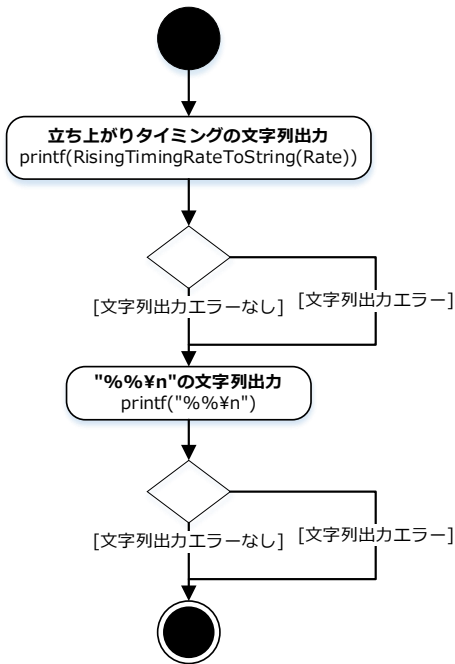 立ち上がりタイミングの文字列出力
printf(RisingTimingRateToString(Rate))
[文字列出力エラーなし]
[文字列出力エラー]
"%%¥n"の文字列出力
printf("%%¥n")
[文字列出力エラーなし]
[文字列出力エラー]